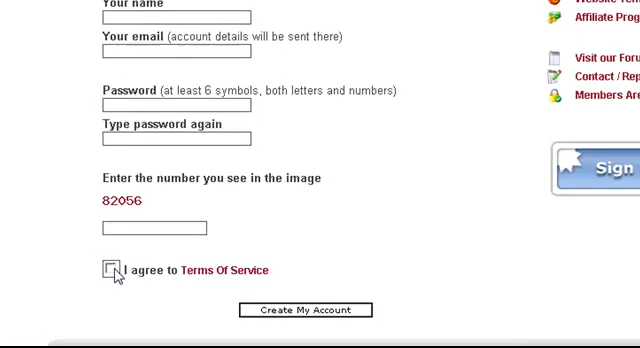 Your name
Your email (account details will be sent there)
Password (at least 6 symbols, both letters and numbers)
Type password again
Enter the number you see in the image
82056
I agree to Terms Of Service
Create My Account
Affiliate Prog
Visit our Foru
Contact / Rep
Members Are
Sign